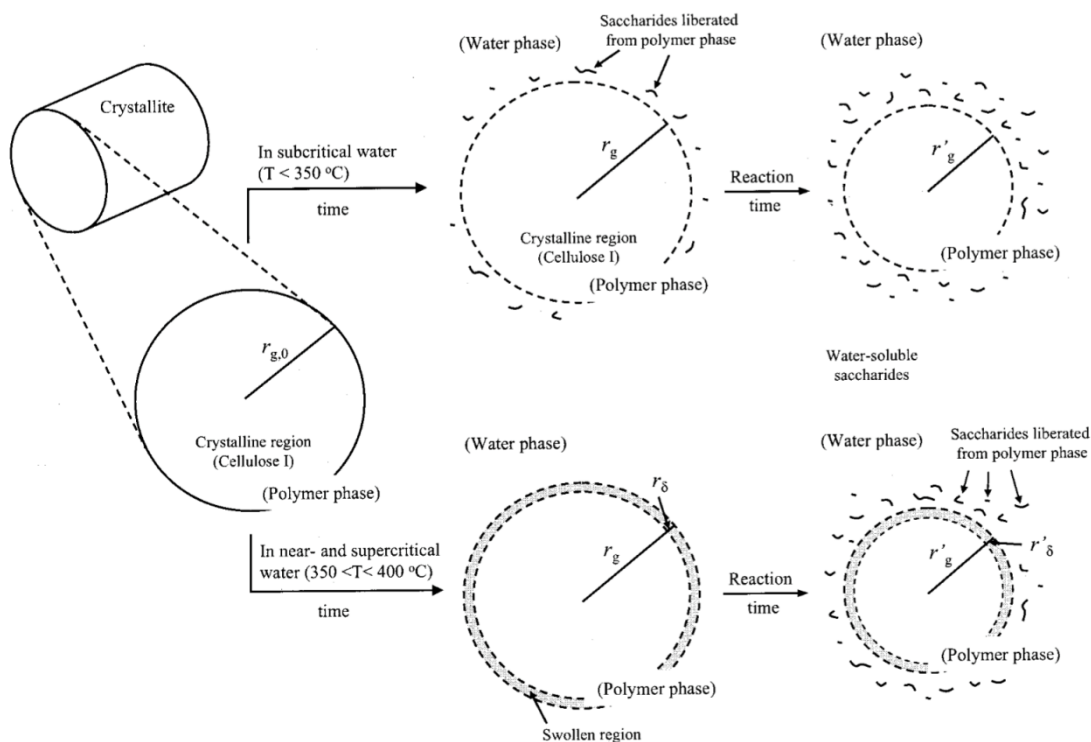 Crystallite
In subcritical water
(T < 350 °C)
time
(Water phase)
Saccharides liberated
from polymer phase
r_g
Crystalline region
(Cellulose I)
(Polymer phase)
Reaction
time
(Water phase)
r'_g
(Polymer phase)
r_g,0
Crystalline region
(Cellulose I)
(Polymer phase)
Water-soluble
saccharides
In near- and supercritical
water (350 <T< 400 °C)
time
(Water phase)
r_δ
r_g
(Polymer phase)
Swollen region
Reaction
time
(Water phase)
Saccharides liberated
from polymer phase
r'_g
r'_δ
(Polymer phase)